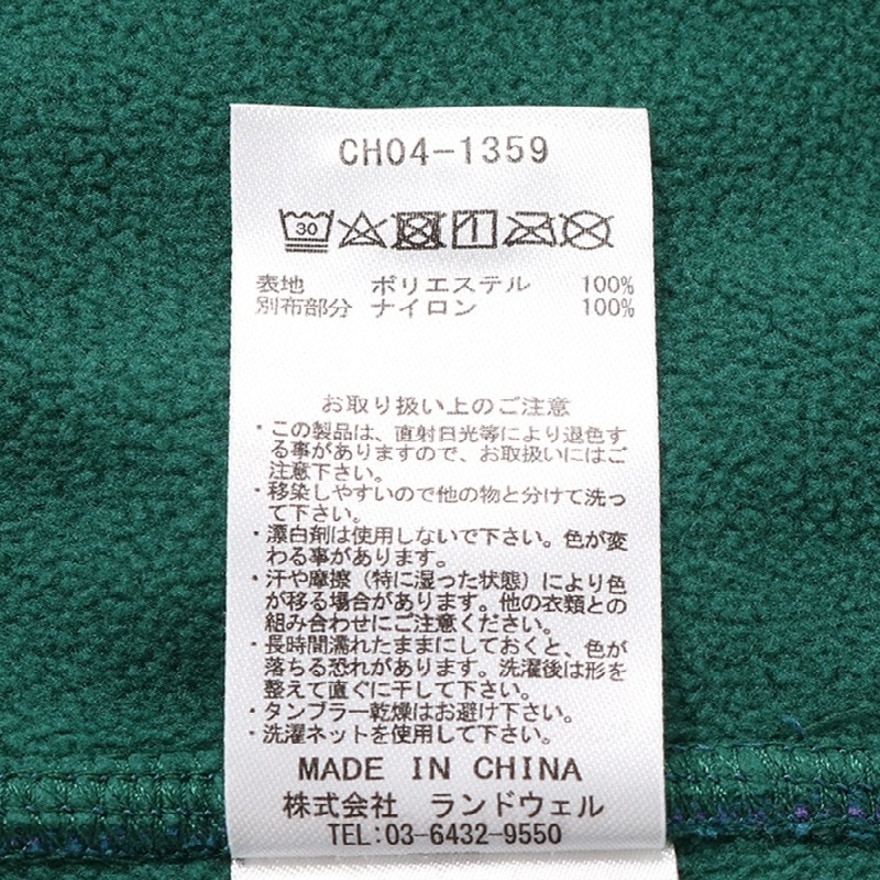 CH04-1359
30
表地 ポリエステル 100%
別布部分 ナイロン 100%
お取り扱い上のご注意
・この製品は、直射日光等により退色す
る事がありますので、お取扱いにはご
注意下さい。
・移染しやすいので他の物と分けて洗っ
て下さい。
・漂白剤は使用しないで下さい。色が変
わる事があります。
・汗や摩擦（特に湿った状態）により色
が移る場合があります。他の衣類との
組み合わせにご注意ください。
・長時間濡れたままにしておくと、色が
落ちる恐れがあります。洗濯後は形を
整えて直ぐに干して下さい。
・タンブラー乾燥はお避け下さい。
・洗濯ネットを使用して下さい。
MADE IN CHINA
株式会社 ランドウェル
TEL:03-6432-9550